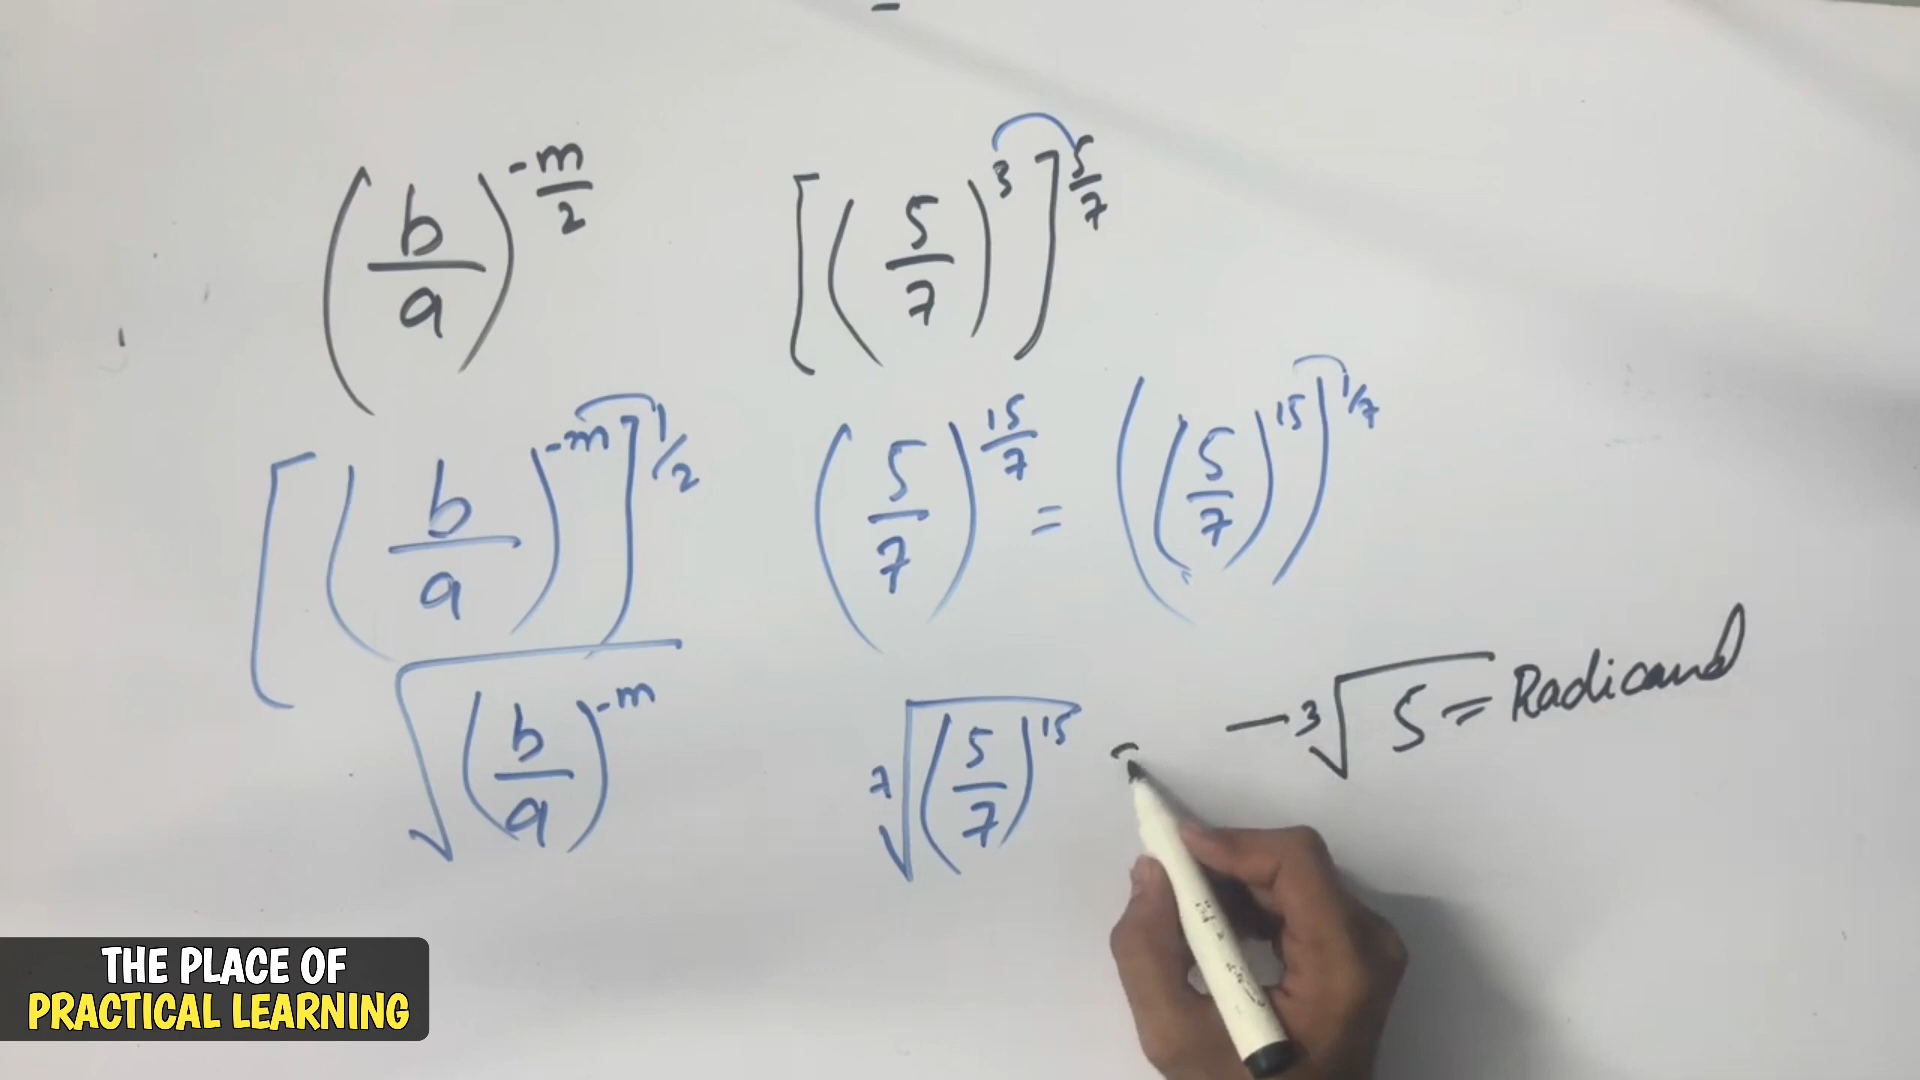 (b/a)^(-m/2)
[(5/7)^3]^(5/7)
[(b/a)^(-m)]^(1/2)
(5/7)^(15/7) = ((5/7)^15)^(1/7)
√(b/a)^(-m)
7√(5/7)^15
— 3√5 = Radicand
THE PLACE OF
PRACTICAL LEARNING